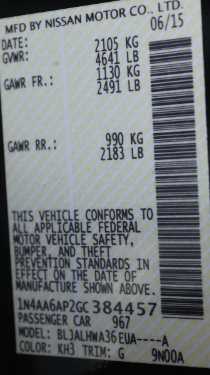 MFD BY NISSAN MOTOR CO., LTD.
06/15
DATE: 2105 KG
GVWR: 4641 LB
1130 KG
GAWR FR.: 2491 LB
990 KG
GAWR RR.: 2183 LB
THIS VEHICLE CONFORMS TO
ALL APPLICABLE FEDERAL
MOTOR VEHICLE SAFETY,
BUMPER, AND THEFT
PREVENTION STANDARDS IN
EFFECT ON THE DATE OF
MANUFACTURE SHOWN ABOVE.
1N4AA6AP2GC384457
PASSENGER CAR 967
MODEL: BLJALHWA36EUA----A
COLOR: KH3 TRIM: G 9N00A